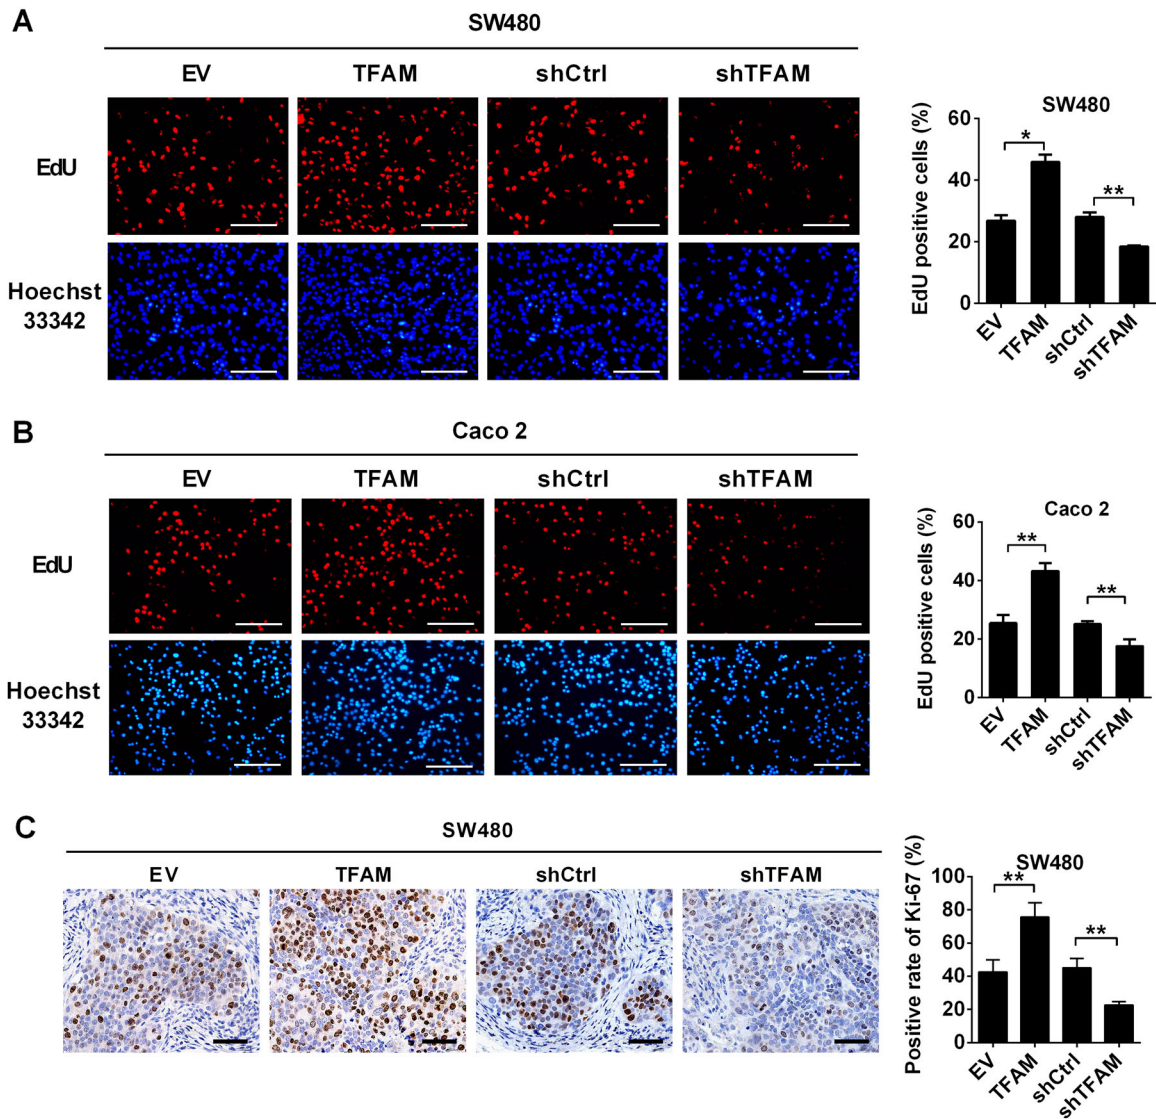 A
SW480
EV TFAM shCtrl shTFAM
EdU
Hoechst
33342
SW480
EdU positive cells (%)
60
40
20
0
* **
EV TFAM shCtrl shTFAM
B
Caco 2
EV TFAM shCtrl shTFAM
EdU
Hoechst
33342
Caco 2
EdU positive cells (%)
60
40
20
0
** **
EV TFAM shCtrl shTFAM
C
SW480
EV TFAM shCtrl shTFAM
SW480
Positive rate of Ki-67 (%)
100
80
60
40
20
0
** **
EV TFAM shCtrl shTFAM